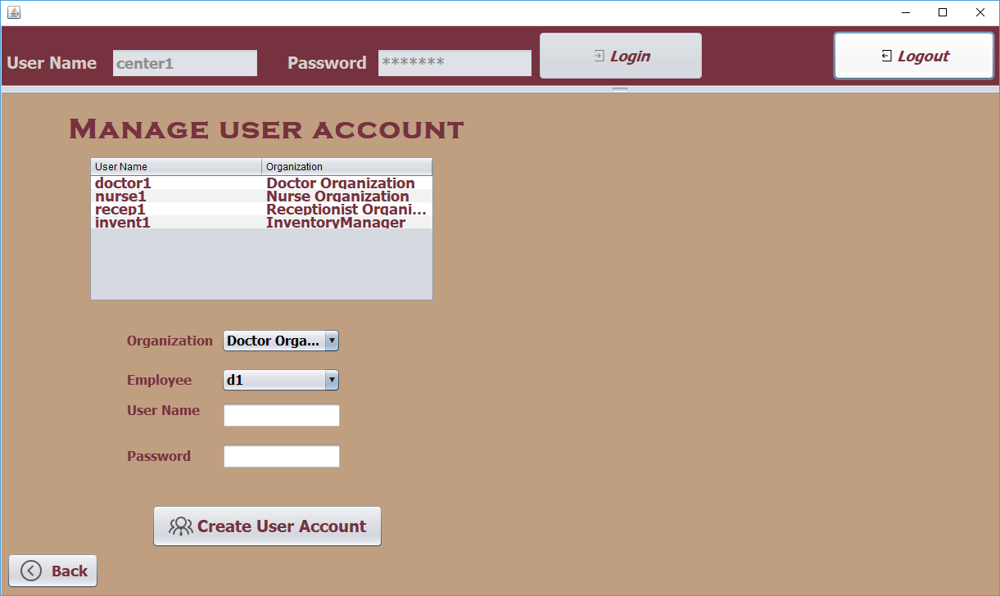 User Name center1 Password ******* Login Logout
Manage user account
User Name Organization
doctor1 Doctor Organization
nurse1 Nurse Organization
recep1 Receptionist Organi...
invent1 InventoryManager
Organization Doctor Orga...
Employee d1
User Name
Password
Create User Account
Back